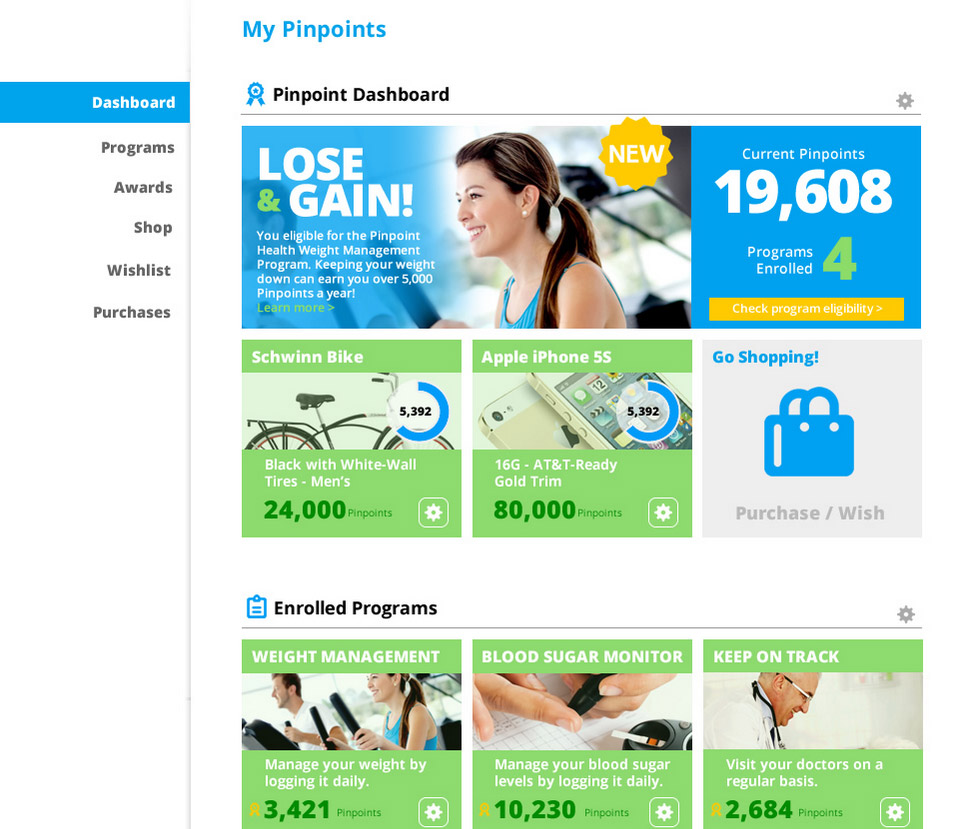 My Pinpoints
Dashboard
Programs
Awards
Shop
Wishlist
Purchases
Pinpoint Dashboard
LOSE
& GAIN!
You eligible for the Pinpoint
Health Weight Management
Program. Keeping your weight
down can earn you over 5,000
Pinpoints a year!
Learn more >
NEW
Current Pinpoints
19,608
Programs
Enrolled
4
Check program eligibility >
Schwinn Bike
5,392
Black with White-Wall
Tires - Men's
24,000 Pinpoints
Apple iPhone 5S
5,392
16G - AT&T-Ready
Gold Trim
80,000 Pinpoints
Go Shopping!
Purchase / Wish
Enrolled Programs
WEIGHT MANAGEMENT
Manage your weight by
logging it daily.
3,421 Pinpoints
BLOOD SUGAR MONITOR
Manage your blood sugar
levels by logging it daily.
10,230 Pinpoints
KEEP ON TRACK
Visit your doctors on a
regular basis.
2,684 Pinpoints